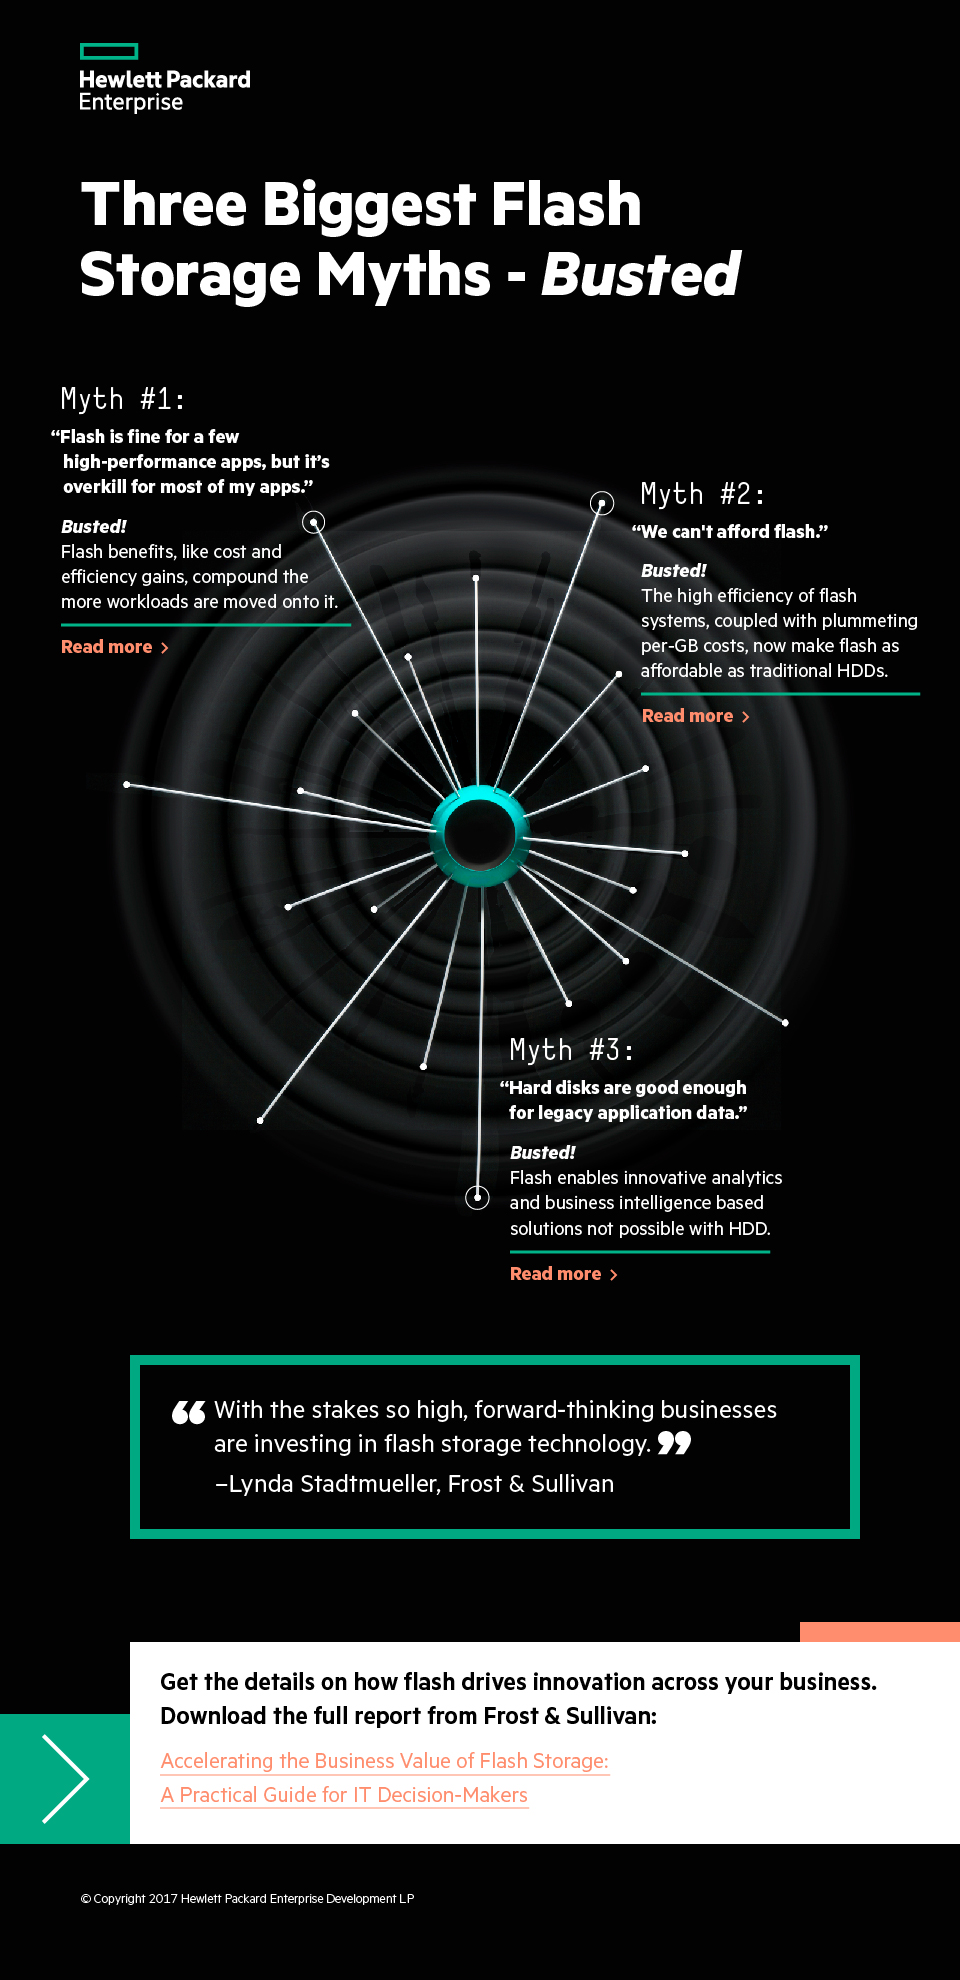 Hewlett Packard
Enterprise
Three Biggest Flash
Storage Myths - Busted
Myth #1:
“Flash is fine for a few
high-performance apps, but it’s
overkill for most of my apps.”
Busted!
Flash benefits, like cost and
efficiency gains, compound the
more workloads are moved onto it.
Read more >
Myth #2:
“We can't afford flash.”
Busted!
The high efficiency of flash
systems, coupled with plummeting
per-GB costs, now make flash as
affordable as traditional HDDs.
Read more >
Myth #3:
“Hard disks are good enough
for legacy application data.”
Busted!
Flash enables innovative analytics
and business intelligence based
solutions not possible with HDD.
Read more >
“With the stakes so high, forward-thinking businesses
are investing in flash storage technology.”
–Lynda Stadtmueller, Frost & Sullivan
Get the details on how flash drives innovation across your business.
Download the full report from Frost & Sullivan:
Accelerating the Business Value of Flash Storage:
A Practical Guide for IT Decision-Makers
© Copyright 2017 Hewlett Packard Enterprise Development LP